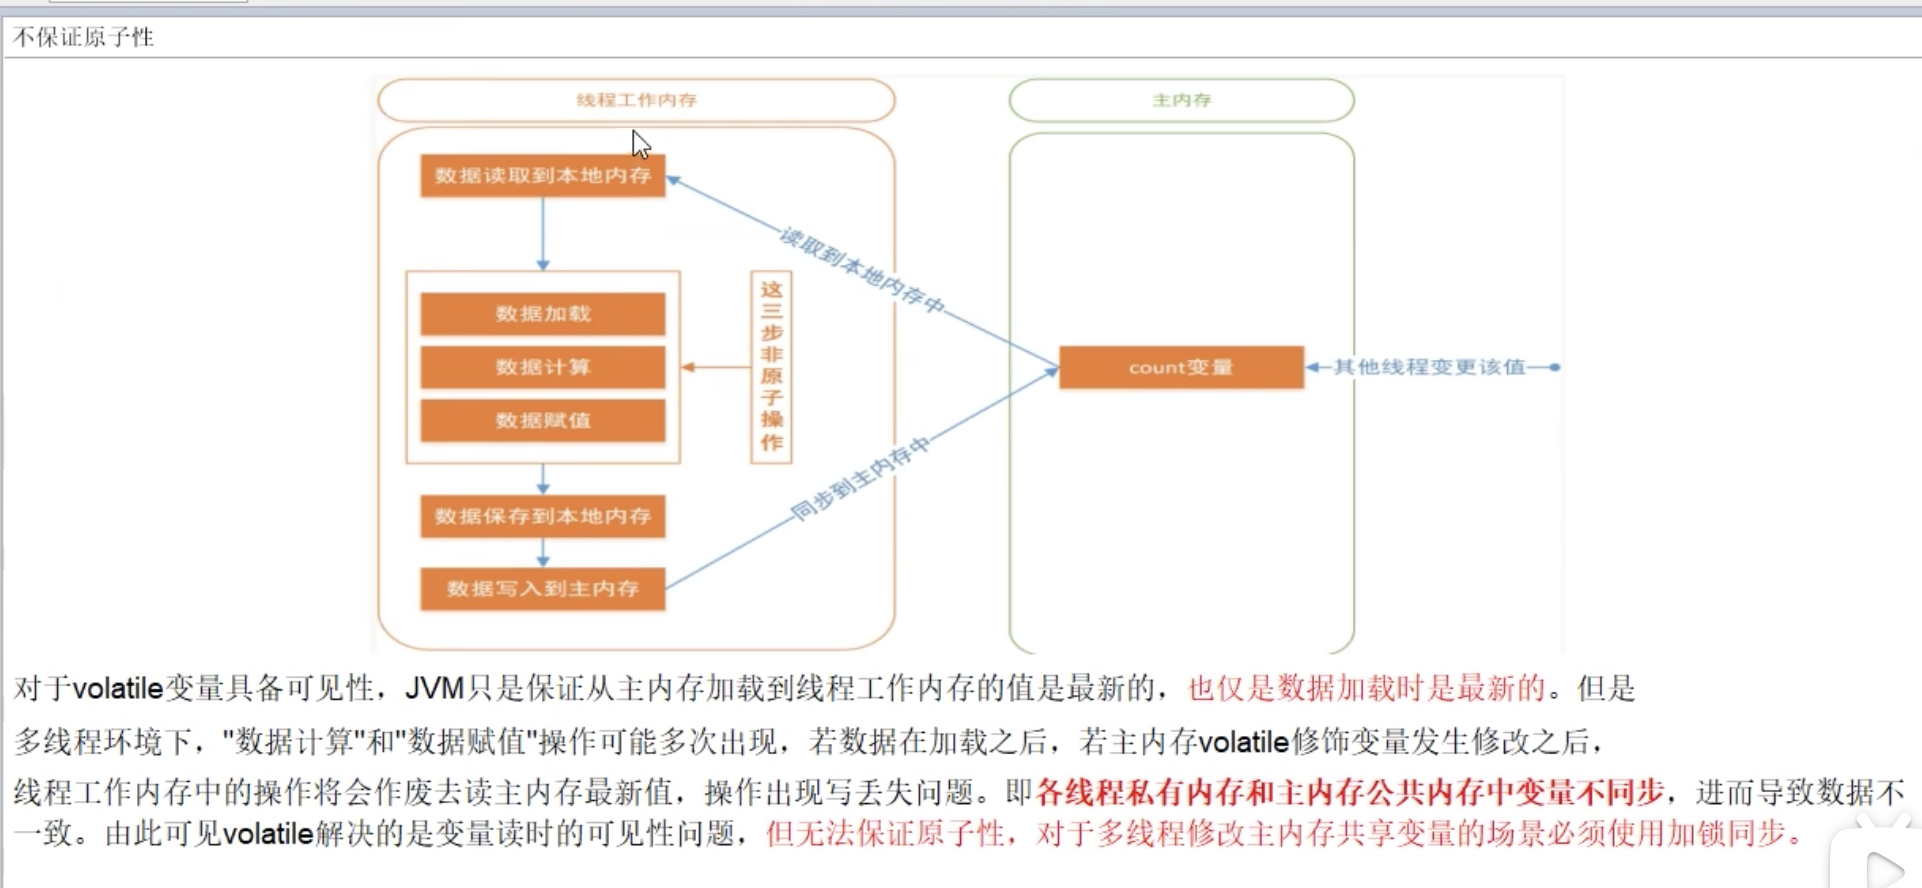 不保证原子性
线程工作内存
主内存
数据读取到本地内存
读取到本地内存中
数据加载
数据计算
数据赋值
这三步非原子操作
count变量
其他线程变更该值
同步到主内存中
数据保存到本地内存
数据写入到主内存
对于volatile变量具备可见性，JVM只是保证从主内存加载到线程工作内存的值是最新的，也仅是数据加载时是最新的。但是
多线程环境下，"数据计算"和"数据赋值"操作可能多次出现，若数据在加载之后，若主内存volatile修饰变量发生修改之后，
线程工作内存中的操作将会作废去读主内存最新值，操作出现写丢失问题。即各线程私有内存和主内存公共内存中变量不同步，进而导致数据不
一致。由此可见volatile解决的是变量读时的可见性问题，但无法保证原子性，对于多线程修改主内存共享变量的场景必须使用加锁同步。